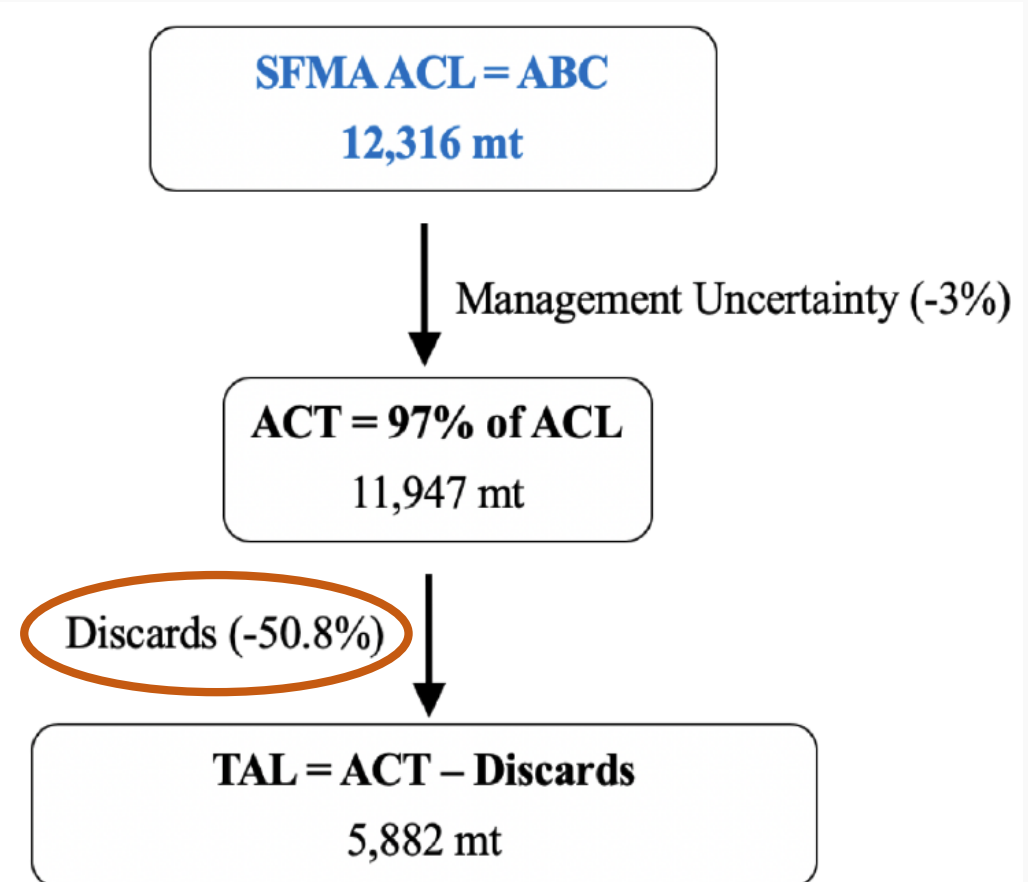 SFMA ACL = ABC
12,316 mt
Management Uncertainty (-3%)
ACT = 97% of ACL
11,947 mt
Discards (-50.8%)
TAL = ACT – Discards
5,882 mt